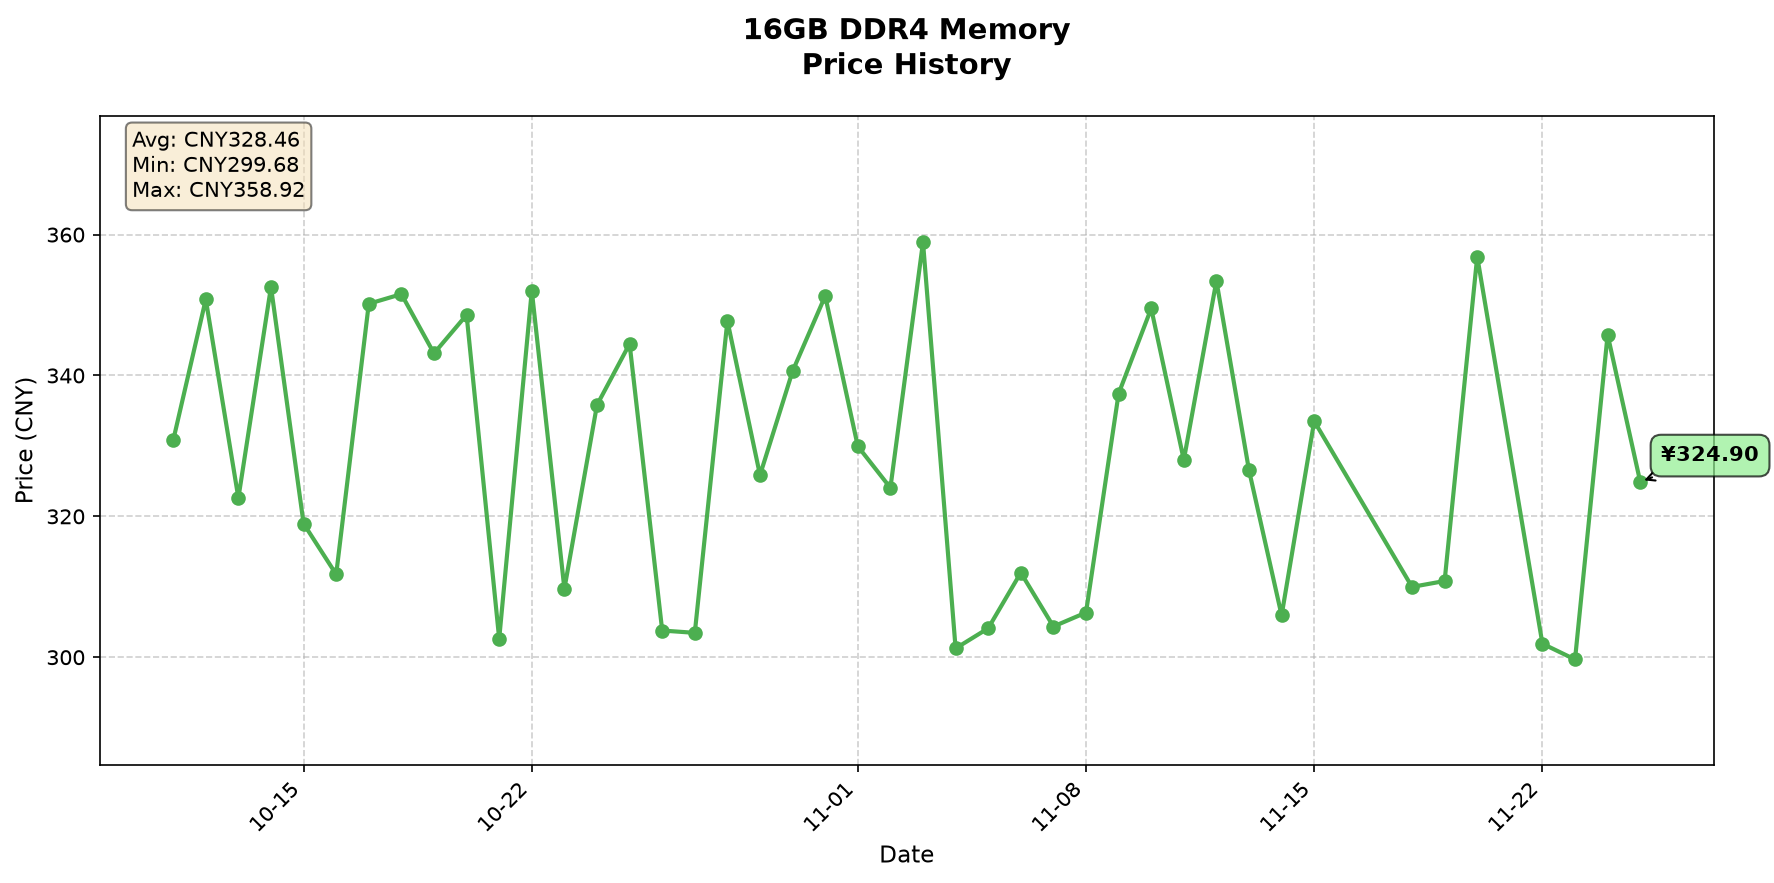 16GB DDR4 Memory
Price History
Avg: CNY328.46
Min: CNY299.68
Max: CNY358.92
360
340
320
300
Price (CNY)
¥324.90
10-15
10-22
11-01
11-08
11-15
11-22
Date